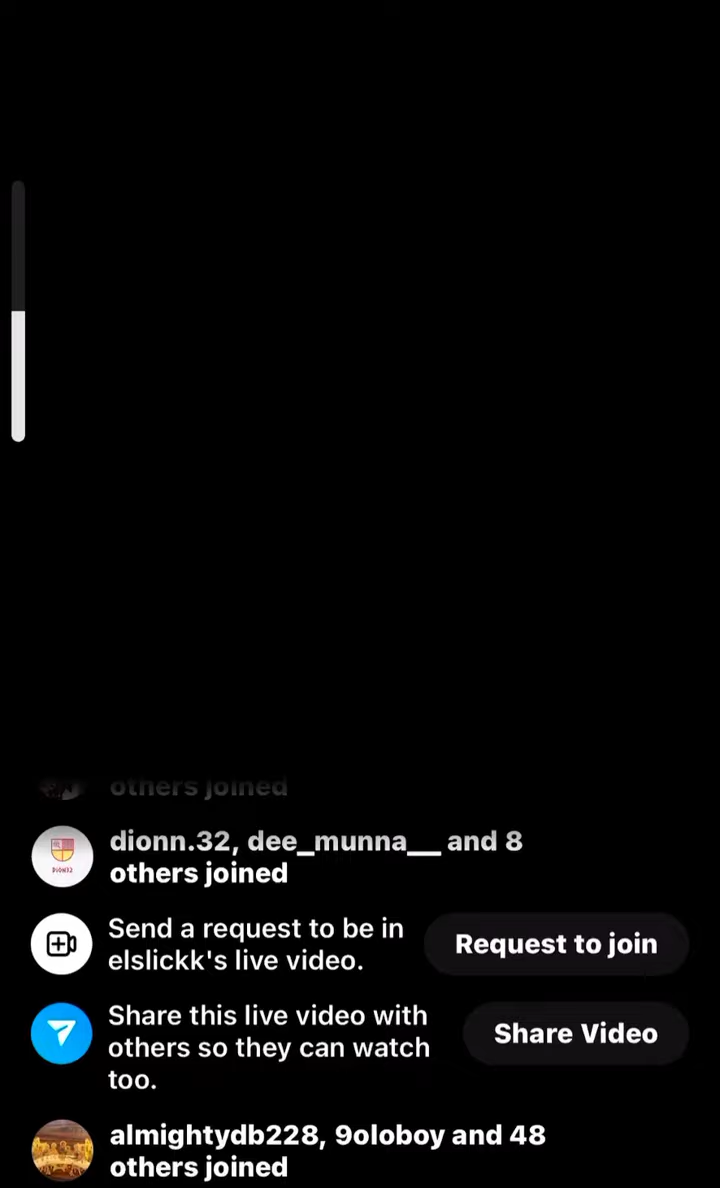 others joined
dionn.32, dee_munna__ and 8
others joined
DION32
Send a request to be in
elslickk's live video.
Request to join
Share this live video with
others so they can watch
too.
Share Video
almightydb228, 9oloboy and 48
others joined